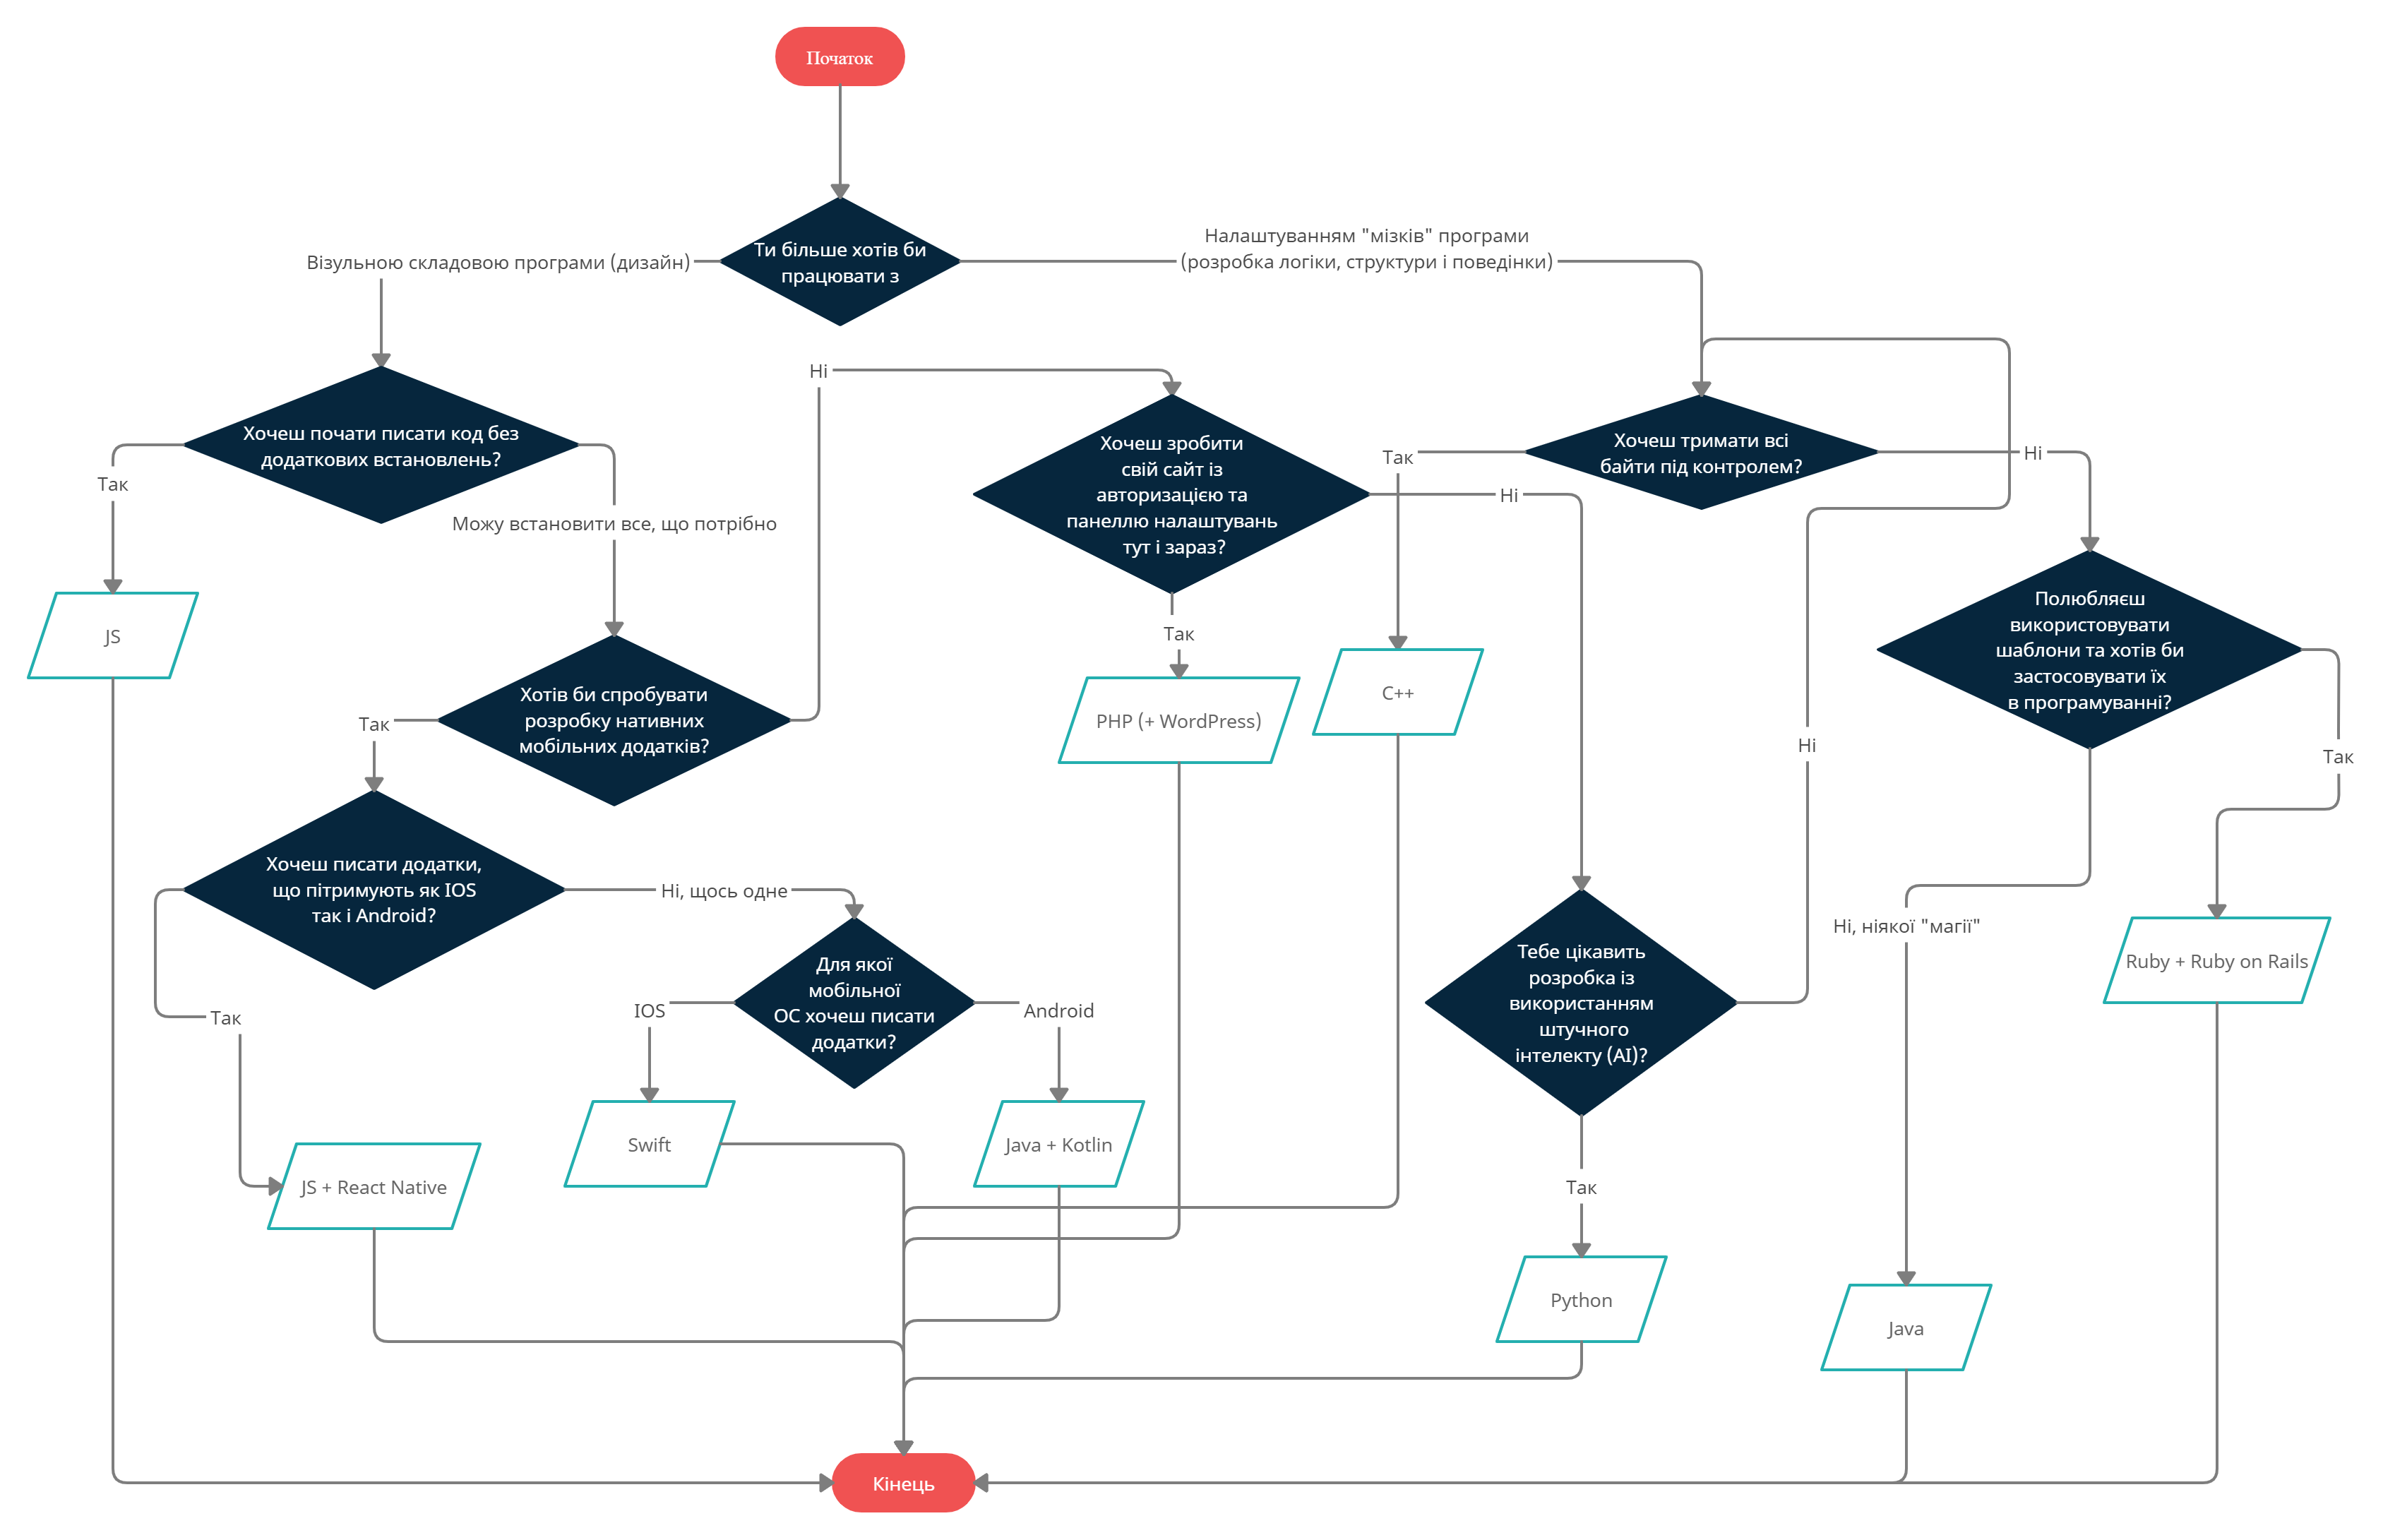 Початок
Ти більше хотів би
працювати з
Візульною складовою програми (дизайн)
Налаштуванням "мізків" програми
(розробка логіки, структури і поведінки)
Хочеш почати писати код без
додаткових встановлень?
Так
Можу встановити все, що потрібно
JS
Хотів би спробувати
розробку нативних
мобільних додатків?
Так
Ні
Хочеш зробити
свій сайт із
авторизацією та
панеллю налаштувань
тут і зараз?
Так
Ні
PHP (+ WordPress)
Хочеш тримати всі
байти під контролем?
Так
Ні
C++
Полюбляєш
використовувати
шаблони та хотів би
застосовувати їх
в програмуванні?
Так
Ні, ніякої "магії"
Ruby + Ruby on Rails
Java
Хочеш писати додатки,
що пітримують як IOS
так і Android?
Так
Ні, щось одне
JS + React Native
Для якої
мобільної
ОС хочеш писати
додатки?
IOS
Android
Swift
Java + Kotlin
Тебе цікавить
розробка із
використанням
штучного
інтелекту (AI)?
Ні
Так
Python
Кінець